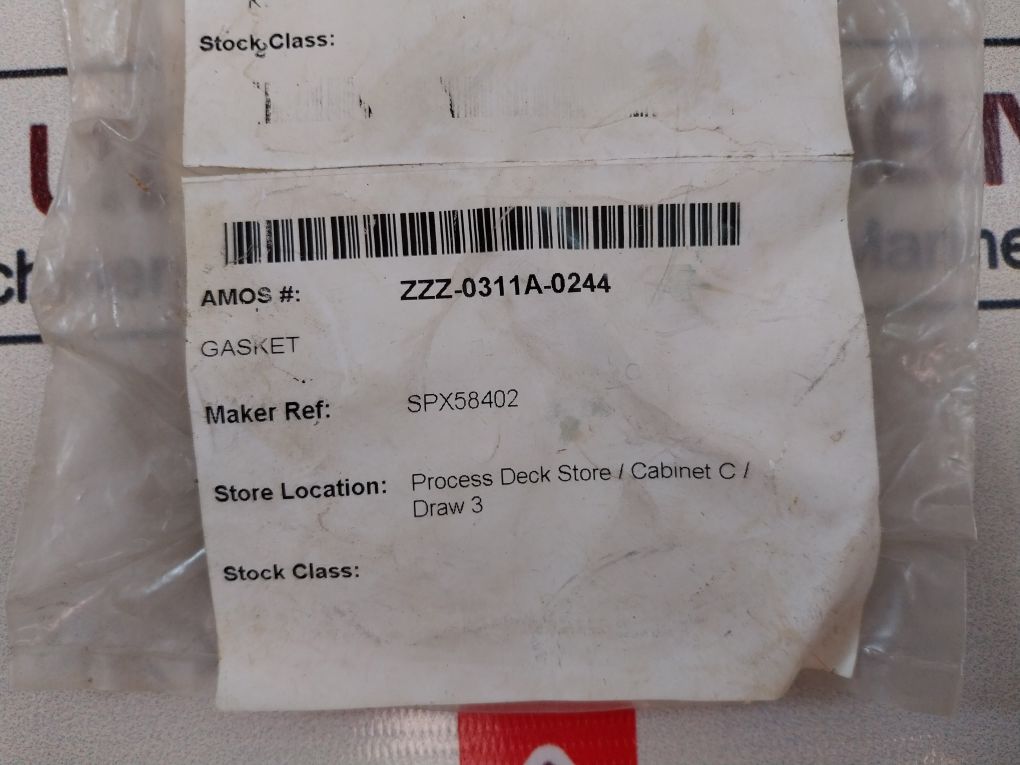 Stock Class:
AMOS #: ZZZ-0311A-0244
GASKET
Maker Ref: SPX58402
Store Location: Process Deck Store / Cabinet C /
Draw 3
Stock Class: